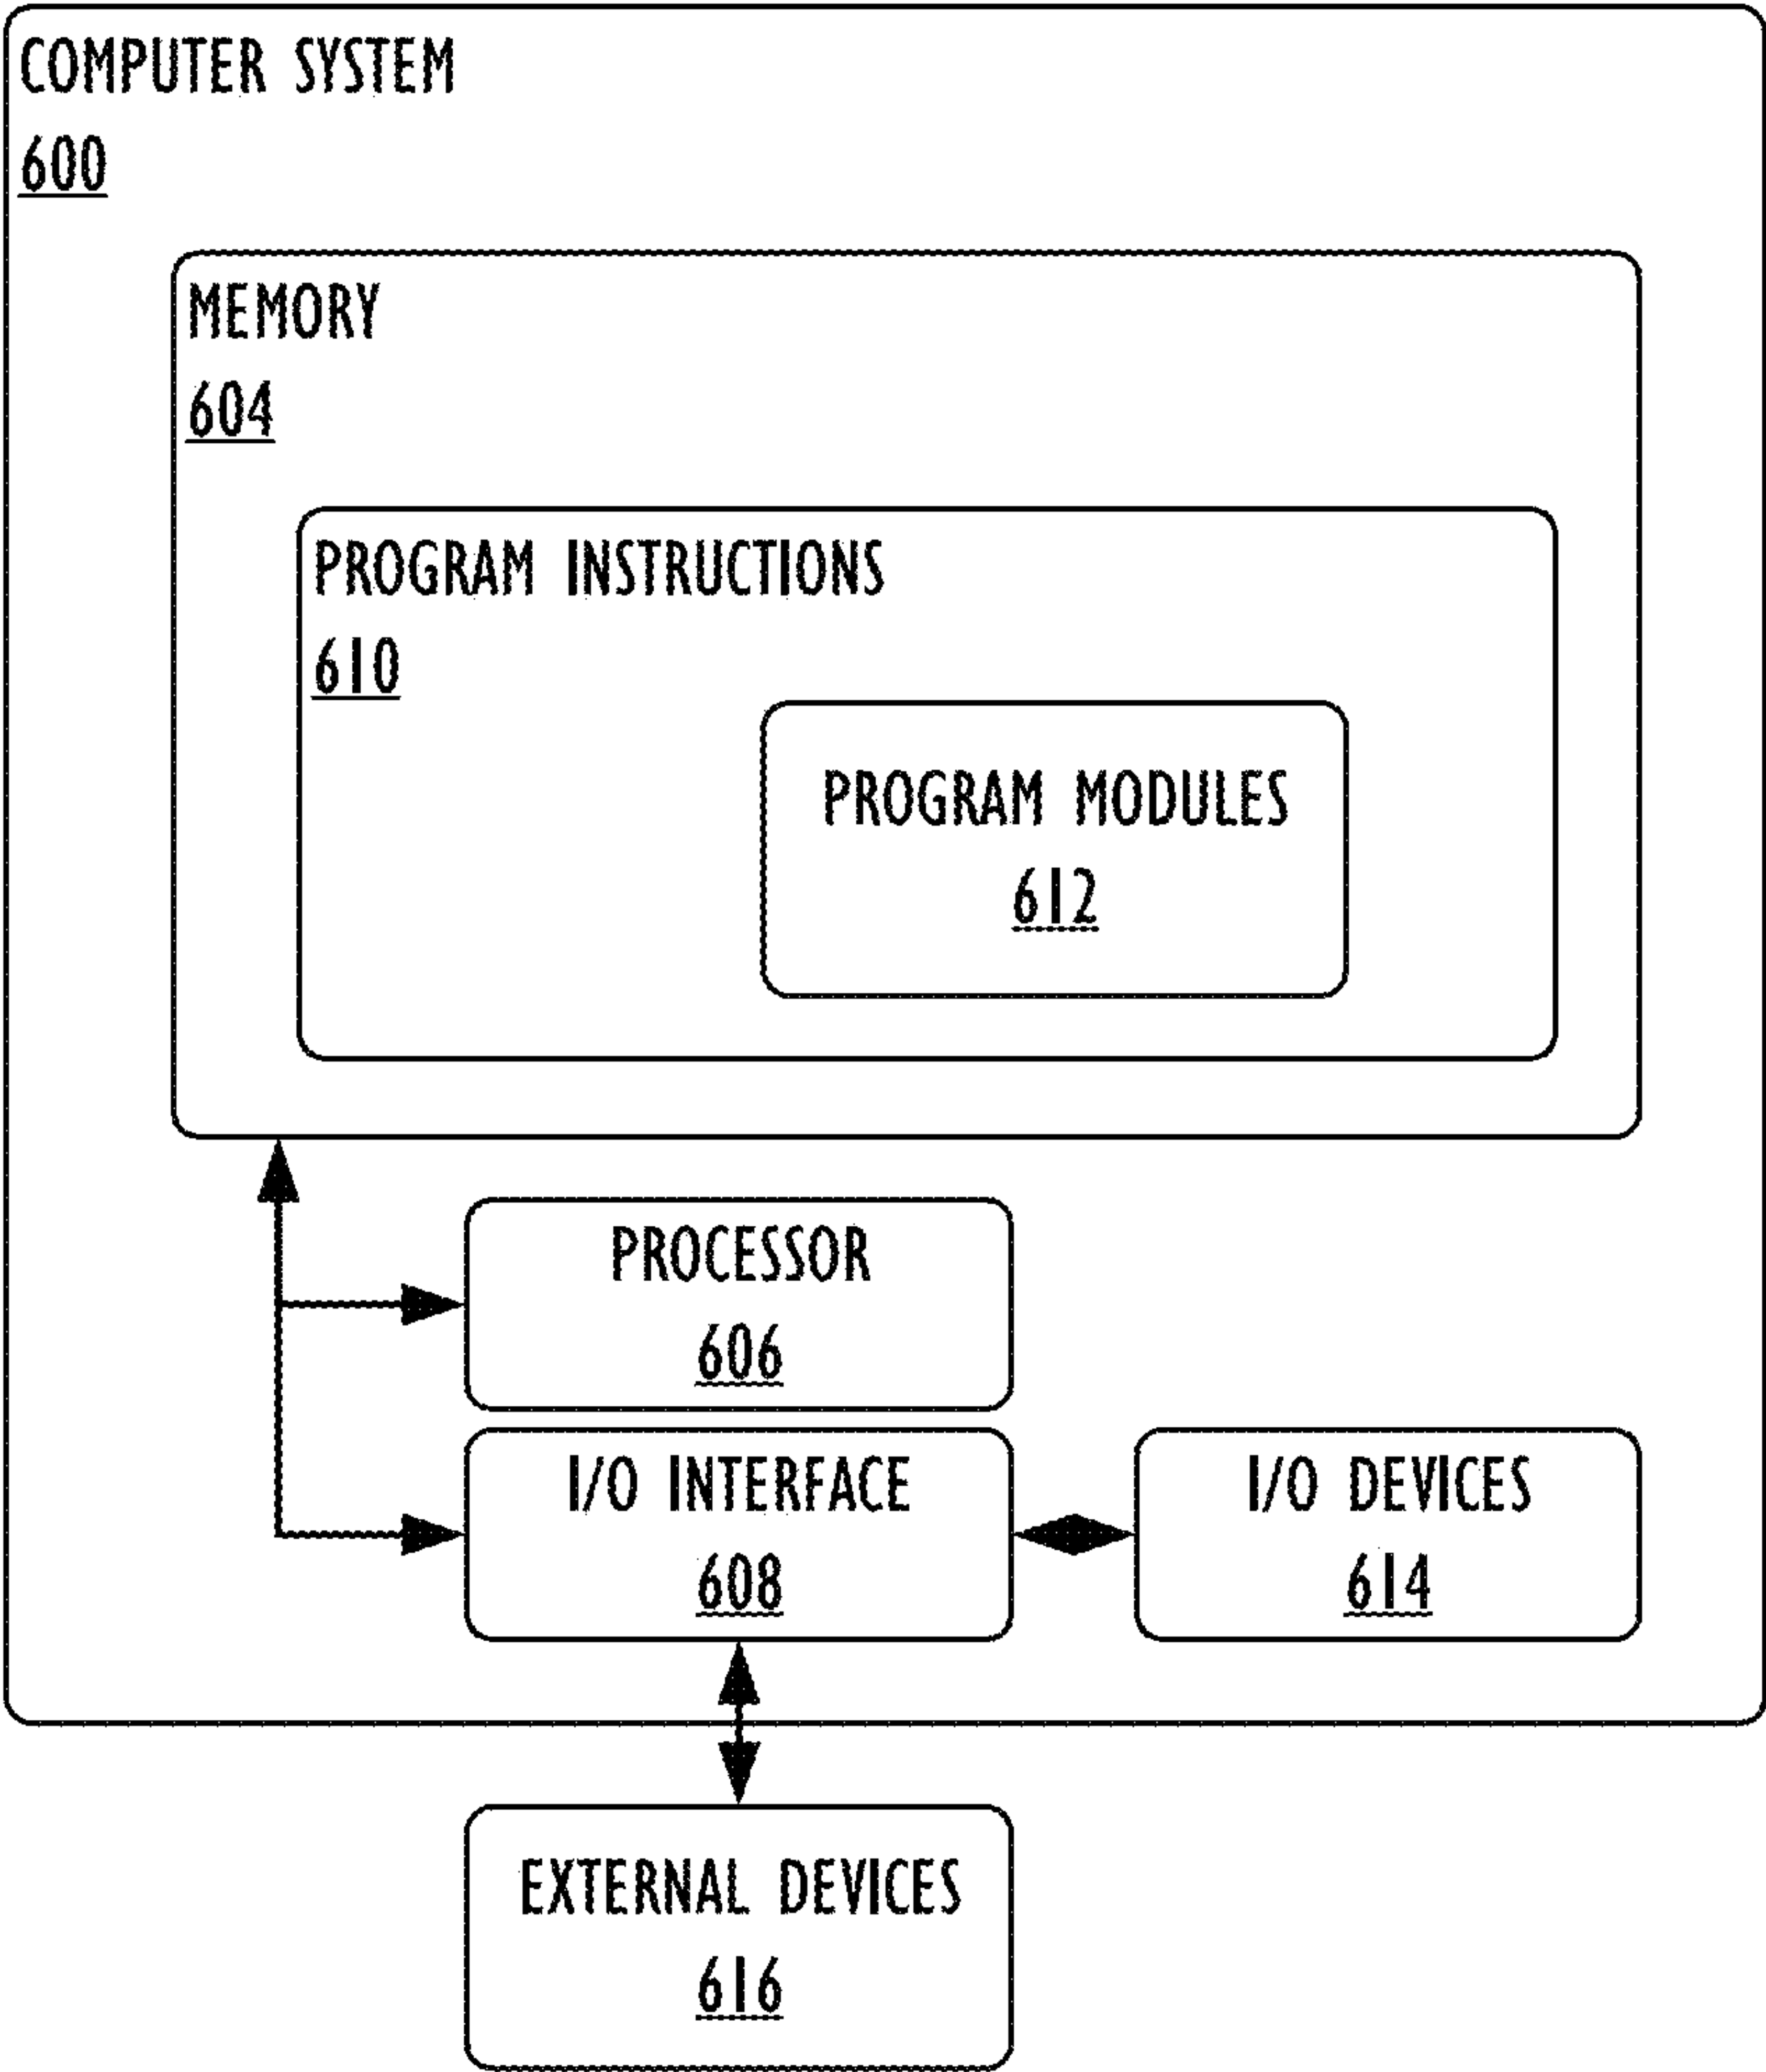 COMPUTER SYSTEM
600
MEMORY
604
PROGRAM INSTRUCTIONS
610
PROGRAM MODULES
612
PROCESSOR
606
I/O INTERFACE
608
I/O DEVICES
614
EXTERNAL DEVICES
616